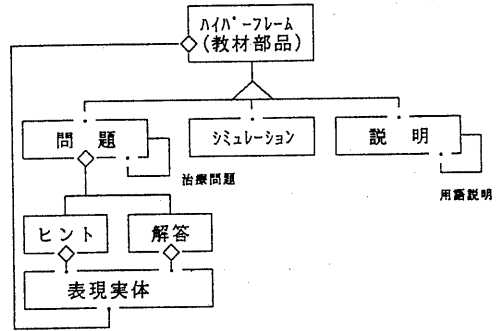 ﾊｲﾊﾟｰﾌﾚｰﾑ
(教材部品)
問 題
シミュレーション
説 明
治療問題
用語説明
ヒント
解答
表現実体